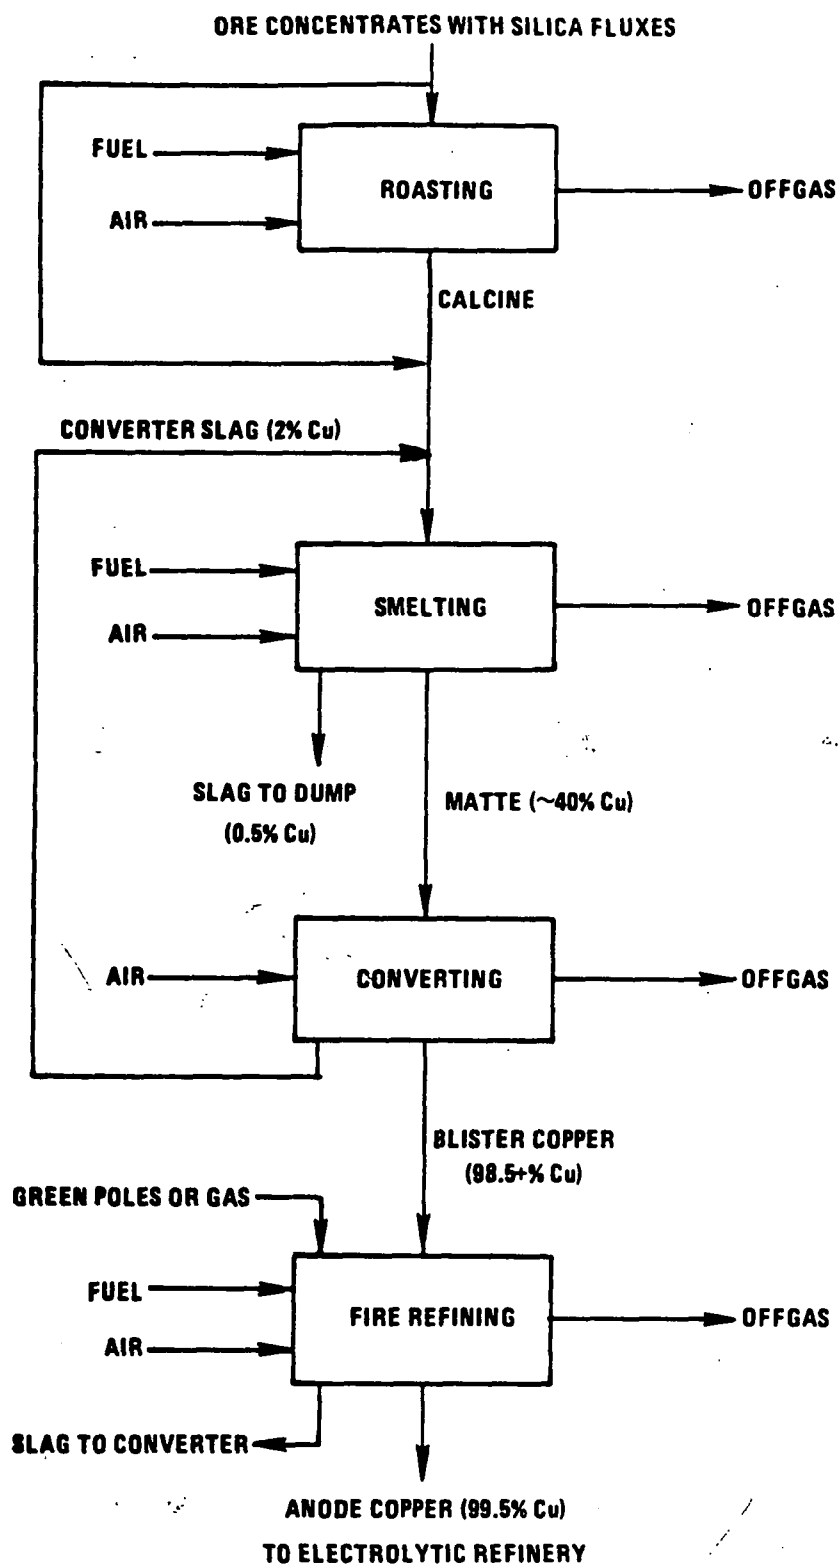 ORE CONCENTRATES WITH SILICA FLUXES
FUEL
ROASTING
OFFGAS
AIR
CALCINE
CONVERTER SLAG (2% Cu)
FUEL
SMELTING
OFFGAS
AIR
SLAG TO DUMP
(0.5% Cu)
MATTE (~40% Cu)
AIR
CONVERTING
OFFGAS
BLISTER COPPER
(98.5+% Cu)
GREEN POLES OR GAS
FUEL
FIRE REFINING
OFFGAS
AIR
SLAG TO CONVERTER
ANODE COPPER (99.5% Cu)
TO ELECTROLYTIC REFINERY